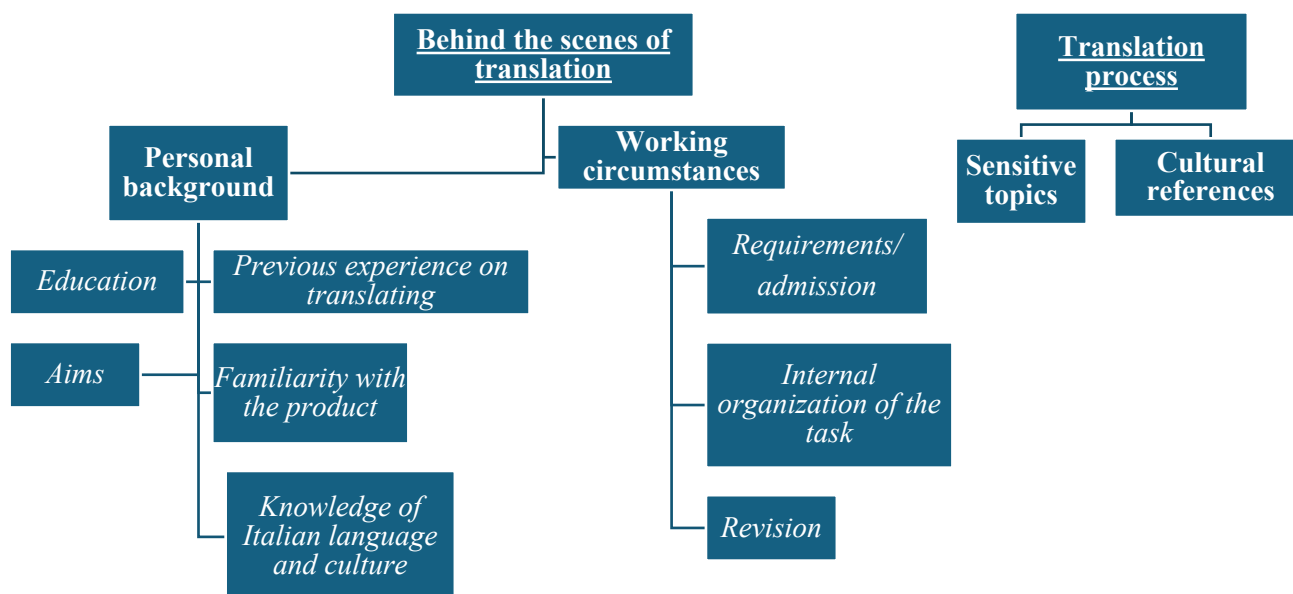 Behind the scenes of
translation
Translation
process
Personal
background
Working
circumstances
Sensitive
topics
Cultural
references
Education
Previous experience on
translating
Aims
Familiarity with
the product
Knowledge of
Italian language
and culture
Requirements/
admission
Internal
organization of the
task
Revision